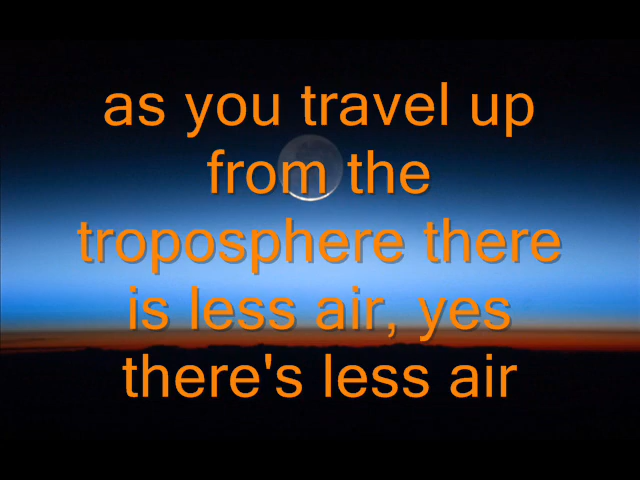 as you travel up
from the
troposphere there
is less air, yes
there's less air